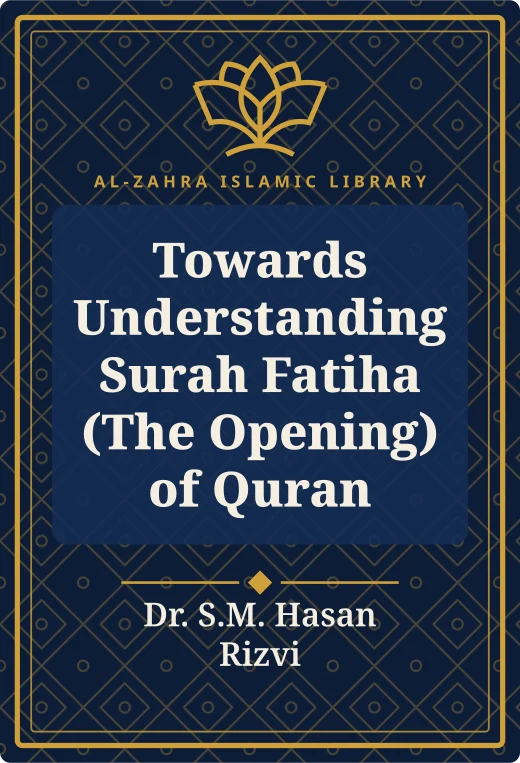 AL-ZAHRA ISLAMIC LIBRARY
Towards
Understanding
Surah Fatiha
(The Opening)
of Quran
Dr. S.M. Hasan
Rizvi